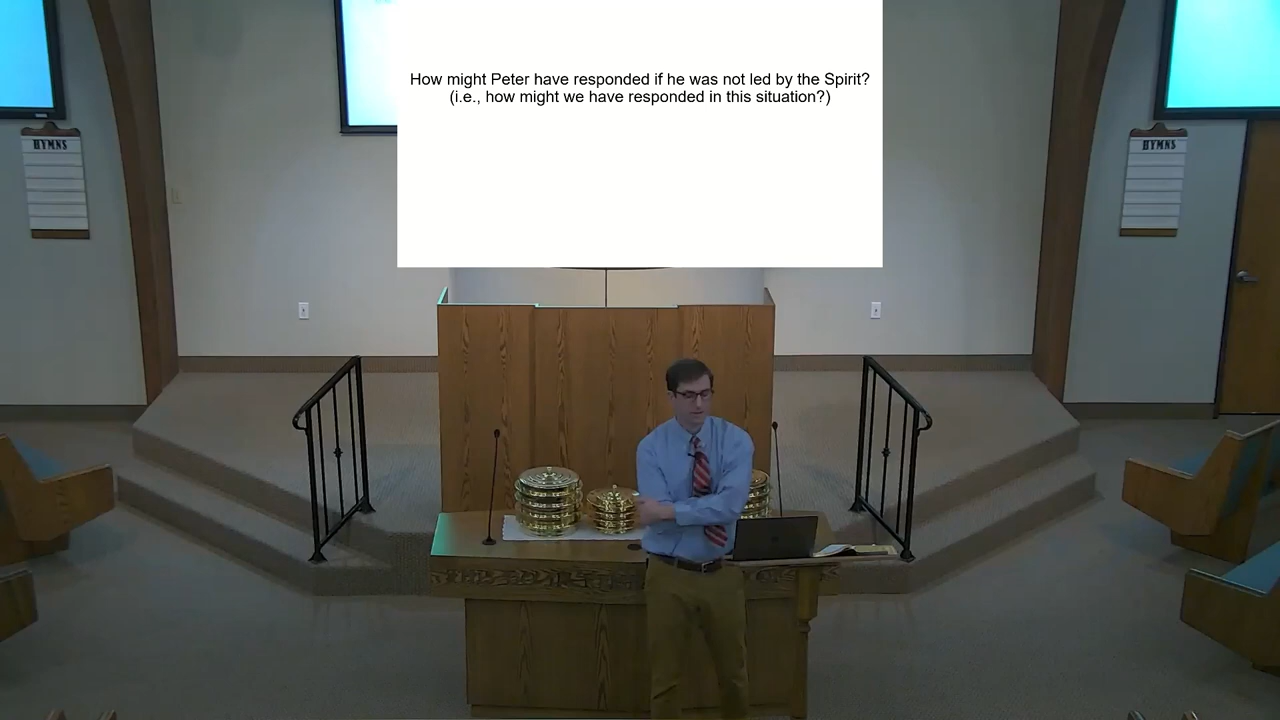 How might Peter have responded if he was not led by the Spirit?
(i.e., how might we have responded in this situation?)
HYMNS
HYMNS